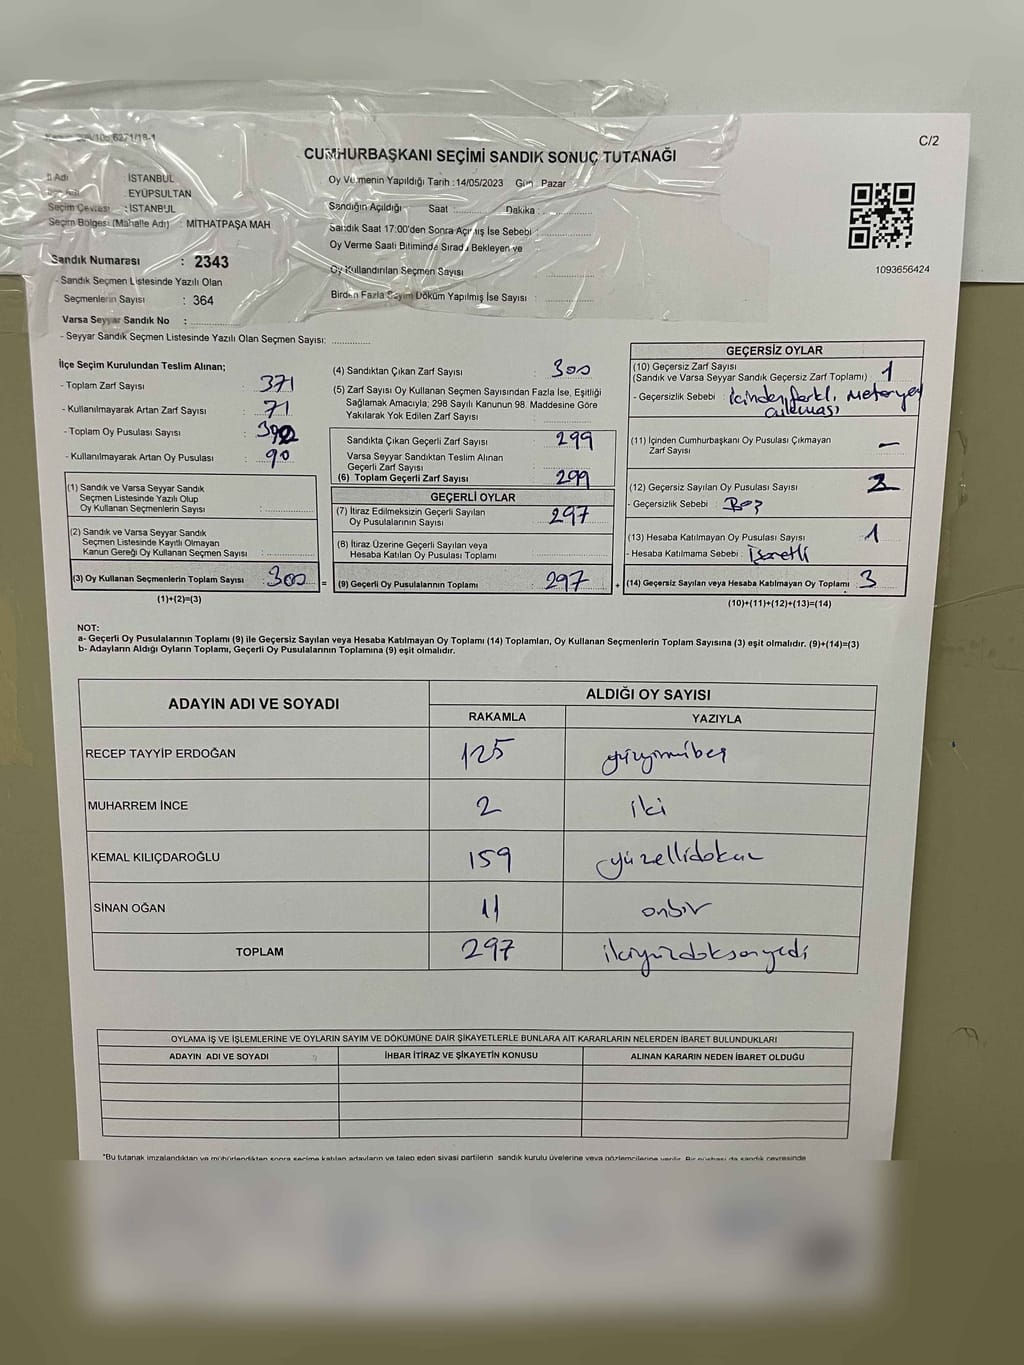 C/2
CUMHURBAŞKANI SEÇİMİ SANDIK SONUÇ TUTANAĞI
İl Adı : İSTANBUL
: EYÜPSULTAN
Seçim Çevresi : İSTANBUL
Seçim Bölgesi (Mahalle Adı) : MİTHATPAŞA MAH
Sandık Numarası : 2343
- Sandık Seçmen Listesinde Yazılı Olan
Seçmenlerin Sayısı : 364
Varsa Seyyar Sandık No :
- Seyyar Sandık Seçmen Listesinde Yazılı Olan Seçmen Sayısı:
Oy Vermenin Yapıldığı Tarih :14/05/2023 Gün Pazar
Sandığın Açıldığı Saat : Dakika :
Sandık Saat 17:00'den Sonra Açılmış İse Sebebi :
Oy Verme Saati Bitiminde Sırada Bekleyen ve
Oy Kullandırılan Seçmen Sayısı
Birden Fazla Sayım Döküm Yapılmış İse Sayısı :
1093656424
İlçe Seçim Kurulundan Teslim Alınan;
- Toplam Zarf Sayısı : 371
- Kullanılmayarak Artan Zarf Sayısı : 71
- Toplam Oy Pusulası Sayısı :
- Kullanılmayarak Artan Oy Pusulası : 90
(1) Sandık ve Varsa Seyyar Sandık
Seçmen Listesinde Yazılı Olup
Oy Kullanan Seçmenlerin Sayısı :
(2) Sandık ve Varsa Seyyar Sandık
Seçmen Listesinde Kayıtlı Olmayan
Kanun Gereği Oy Kullanan Seçmen Sayısı :
(3) Oy Kullanan Seçmenlerin Toplam Sayısı : 300
(1)+(2)=(3)
(4) Sandıktan Çıkan Zarf Sayısı : 300
(5) Zarf Sayısı Oy Kullanan Seçmen Sayısından Fazla İse, Eşitliği
Sağlamak Amacıyla; 298 Sayılı Kanunun 98. Maddesine Göre
Yakılarak Yok Edilen Zarf Sayısı :
Sandıkta Çıkan Geçerli Zarf Sayısı : 299
Varsa Seyyar Sandıktan Teslim Alınan
Geçerli Zarf Sayısı :
(6) Toplam Geçerli Zarf Sayısı : 299
GEÇERLİ OYLAR
(7) İtiraz Edilmeksizin Geçerli Sayılan
Oy Pusulalarının Sayısı : 297
(8) İtiraz Üzerine Geçerli Sayılan veya
Hesaba Katılan Oy Pusulası Toplamı :
= (9) Geçerli Oy Pusulalarının Toplamı : 297
GEÇERSİZ OYLAR
(10) Geçersiz Zarf Sayısı
(Sandık ve Varsa Seyyar Sandık Geçersiz Zarf Toplamı) : 1
- Geçersizlik Sebebi : içinden farklı
(11) İçinden Cumhurbaşkanı Oy Pusulası Çıkmayan
Zarf Sayısı : –
(12) Geçersiz Sayılan Oy Pusulası Sayısı :
- Geçersizlik Sebebi : Boş
(13) Hesaba Katılmayan Oy Pusulası Sayısı : 1
- Hesaba Katılmama Sebebi : İşaretli
+ (14) Geçersiz Sayılan veya Hesaba Katılmayan Oy Toplamı : 3
(10)+(11)+(12)+(13)=(14)
NOT:
a- Geçerli Oy Pusulalarının Toplamı (9) ile Geçersiz Sayılan veya Hesaba Katılmayan Oy Toplamı (14) Toplamları, Oy Kullanan Seçmenlerin Toplam Sayısına (3) eşit olmalıdır. (9)+(14)=(3)
b- Adayların Aldığı Oyların Toplamı, Geçerli Oy Pusulalarının Toplamına (9) eşit olmalıdır.
ADAYIN ADI VE SOYADI ALDIĞI OY SAYISI
RAKAMLA YAZIYLA
RECEP TAYYİP ERDOĞAN 125 yüzyirmibeş
MUHARREM İNCE 2 iki
KEMAL KILIÇDAROĞLU 159 yüzellidokuz
SİNAN OĞAN 11 onbir
TOPLAM 297 ikiyüzdoksanyedi
OYLAMA İŞ VE İŞLEMLERİNE VE OYLARIN SAYIM VE DÖKÜMÜNE DAİR ŞİKAYETLERLE BUNLARA AİT KARARLARIN NELERDEN İBARET BULUNDUKLARI
ADAYIN ADI VE SOYADI İHBAR İTİRAZ VE ŞİKAYETİN KONUSU ALINAN KARARIN NEDEN İBARET OLDUĞU
*Bu tutanak imzalandıktan ve mühürlendikten sonra seçime katılan adayların ve talep eden siyasi partilerin sandık kurulu üyelerine veya gözlemcilerine verilir. Bir nüshası da sandık çevresinde